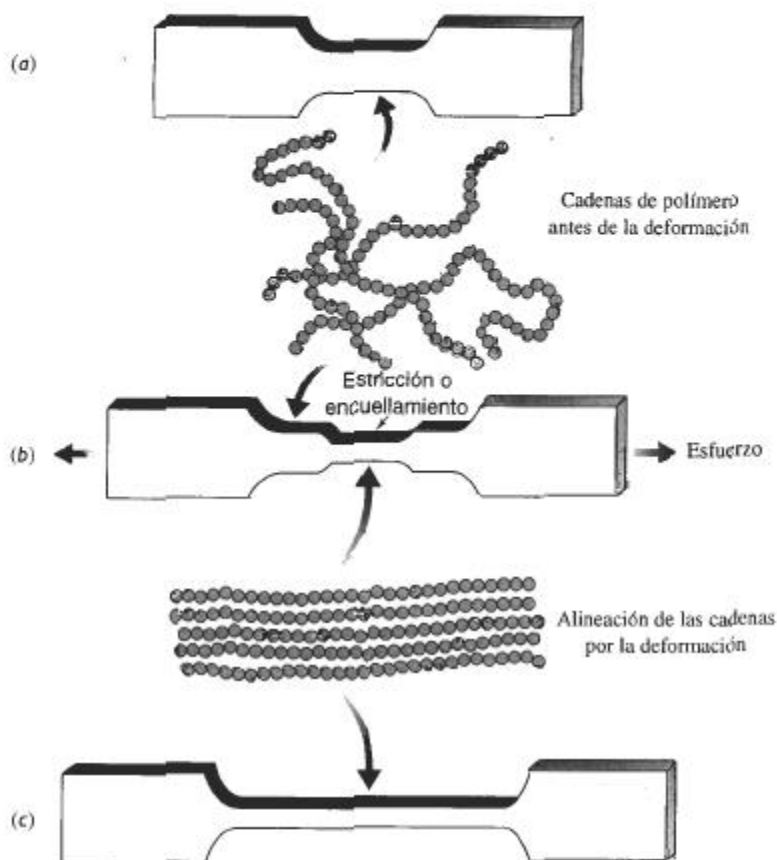 (a)
Cadenas de polímero
antes de la deformación
Estricción o
encuellamiento
(b)
Esfuerzo
Alineación de las cadenas
por la deformación
(c)